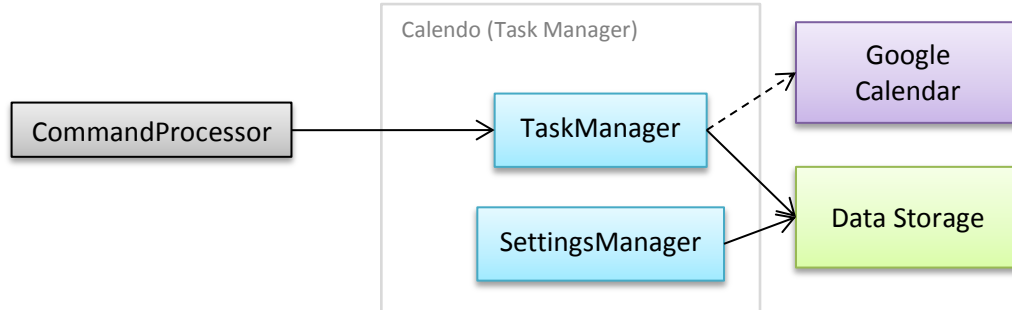 Calendo (Task Manager)
Google
Calendar
CommandProcessor
TaskManager
Data Storage
SettingsManager